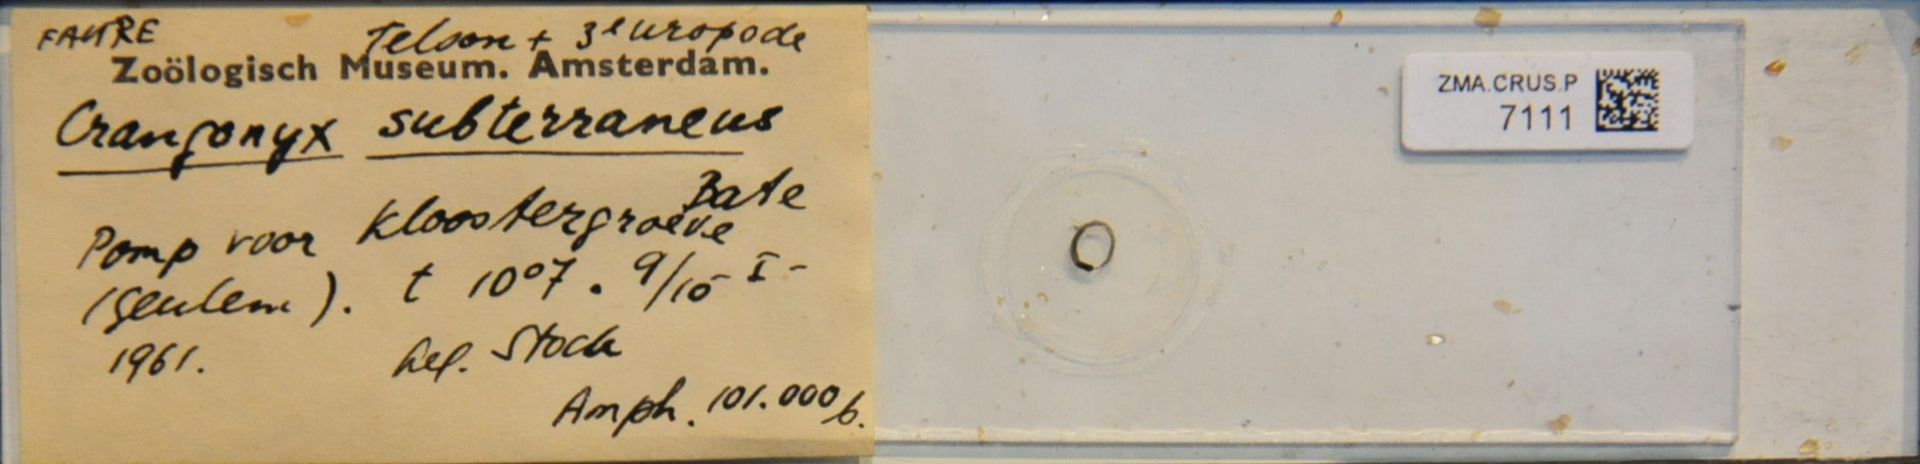 FAURE Telson + 3e uropode
Zoölogisch Museum. Amsterdam.
Crangonyx subterraneus
Bate
Pomp voor Kloostergroeve
(Geulem). t 10°7. 9/10 I-
1961. Stock
Amph. 101.000 b.
ZMA.CRUS.P
7111